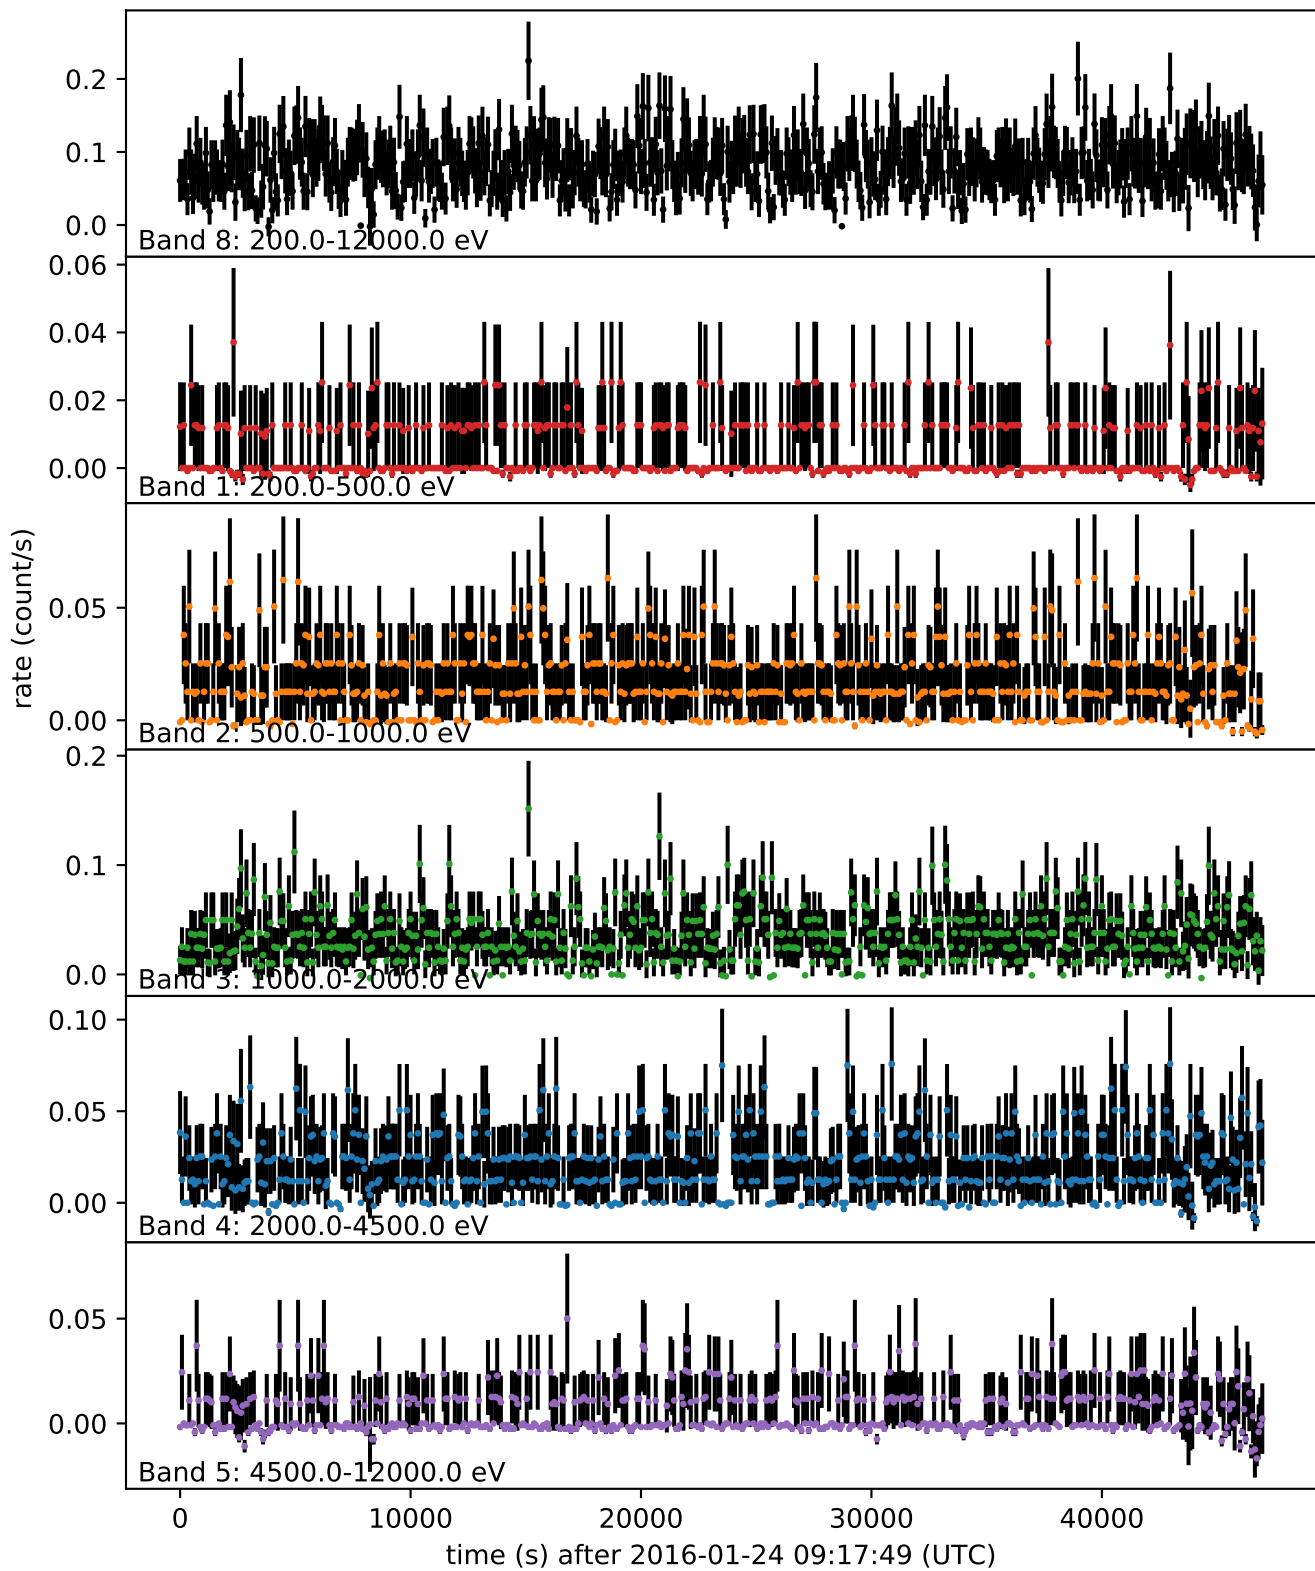 0.2
0.1
0.0
Band 8: 200.0-12000.0 eV
0.06
0.04
0.02
0.00
Band 1: 200.0-500.0 eV
rate (count/s)
0.05
0.00
Band 2: 500.0-1000.0 eV
0.2
0.1
0.0
Band 3: 1000.0-2000.0 eV
0.10
0.05
0.00
Band 4: 2000.0-4500.0 eV
0.05
0.00
Band 5: 4500.0-12000.0 eV
0 10000 20000 30000 40000
time (s) after 2016-01-24 09:17:49 (UTC)